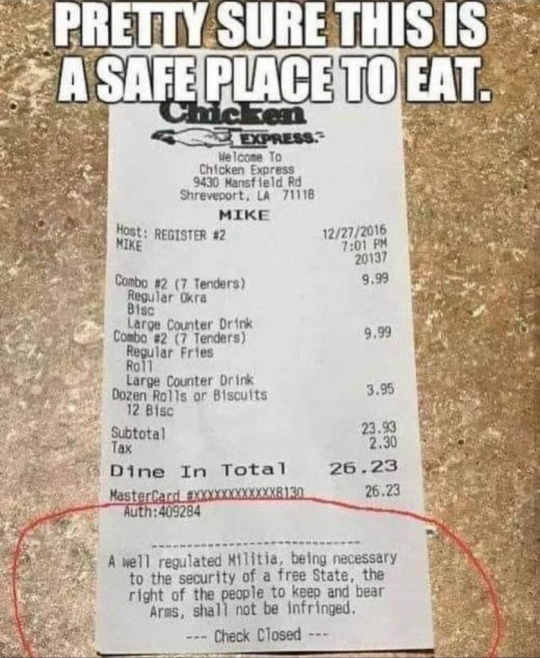 PRETTY SURE THIS IS
A SAFE PLACE TO EAT.
Chicken
EXPRESS
Welcome To
Chicken Express
9430 Mansfield Rd
Shreveport, LA 71118
MIKE
Host: REGISTER #2 12/27/2016
MIKE 7:01 PM
20137
Combo #2 (7 Tenders) 9.99
Regular Okra
Bisc
Large Counter Drink
Combo #2 (7 Tenders) 9.99
Regular Fries
Roll
Large Counter Drink
Dozen Rolls or Biscuits 3.95
12 Bisc
Subtotal 23.93
Tax 2.30
Dine In Total 26.23
MasterCard #XXXXXXXXXXXX8130 26.23
Auth:409284
------------------------------
A well regulated Militia, being necessary
to the security of a free State, the
right of the people to keep and bear
Arms, shall not be infringed.
--- Check Closed ---